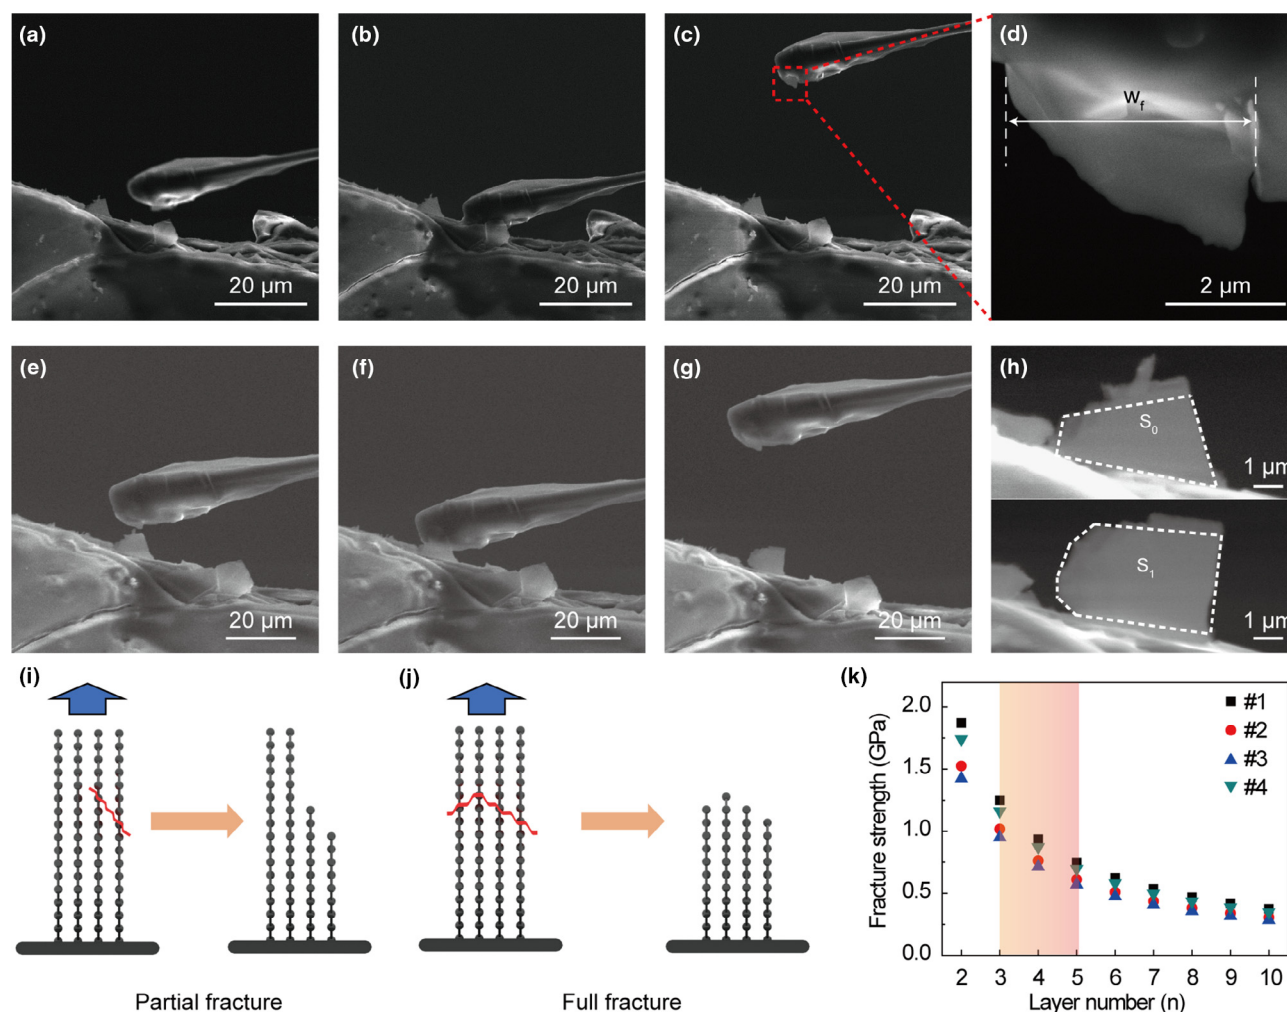 (a)
(b)
(c)
(d)
W_f
20 µm
20 µm
20 µm
2 µm
(e)
(f)
(g)
(h)
S_0
1 µm
S_1
20 µm
20 µm
20 µm
1 µm
(i)
(j)
(k)
Partial fracture
Full fracture
Fracture strength (GPa)
2.0
1.5
1.0
0.5
0.0
#1
#2
#3
#4
2 3 4 5 6 7 8 9 10
Layer number (n)